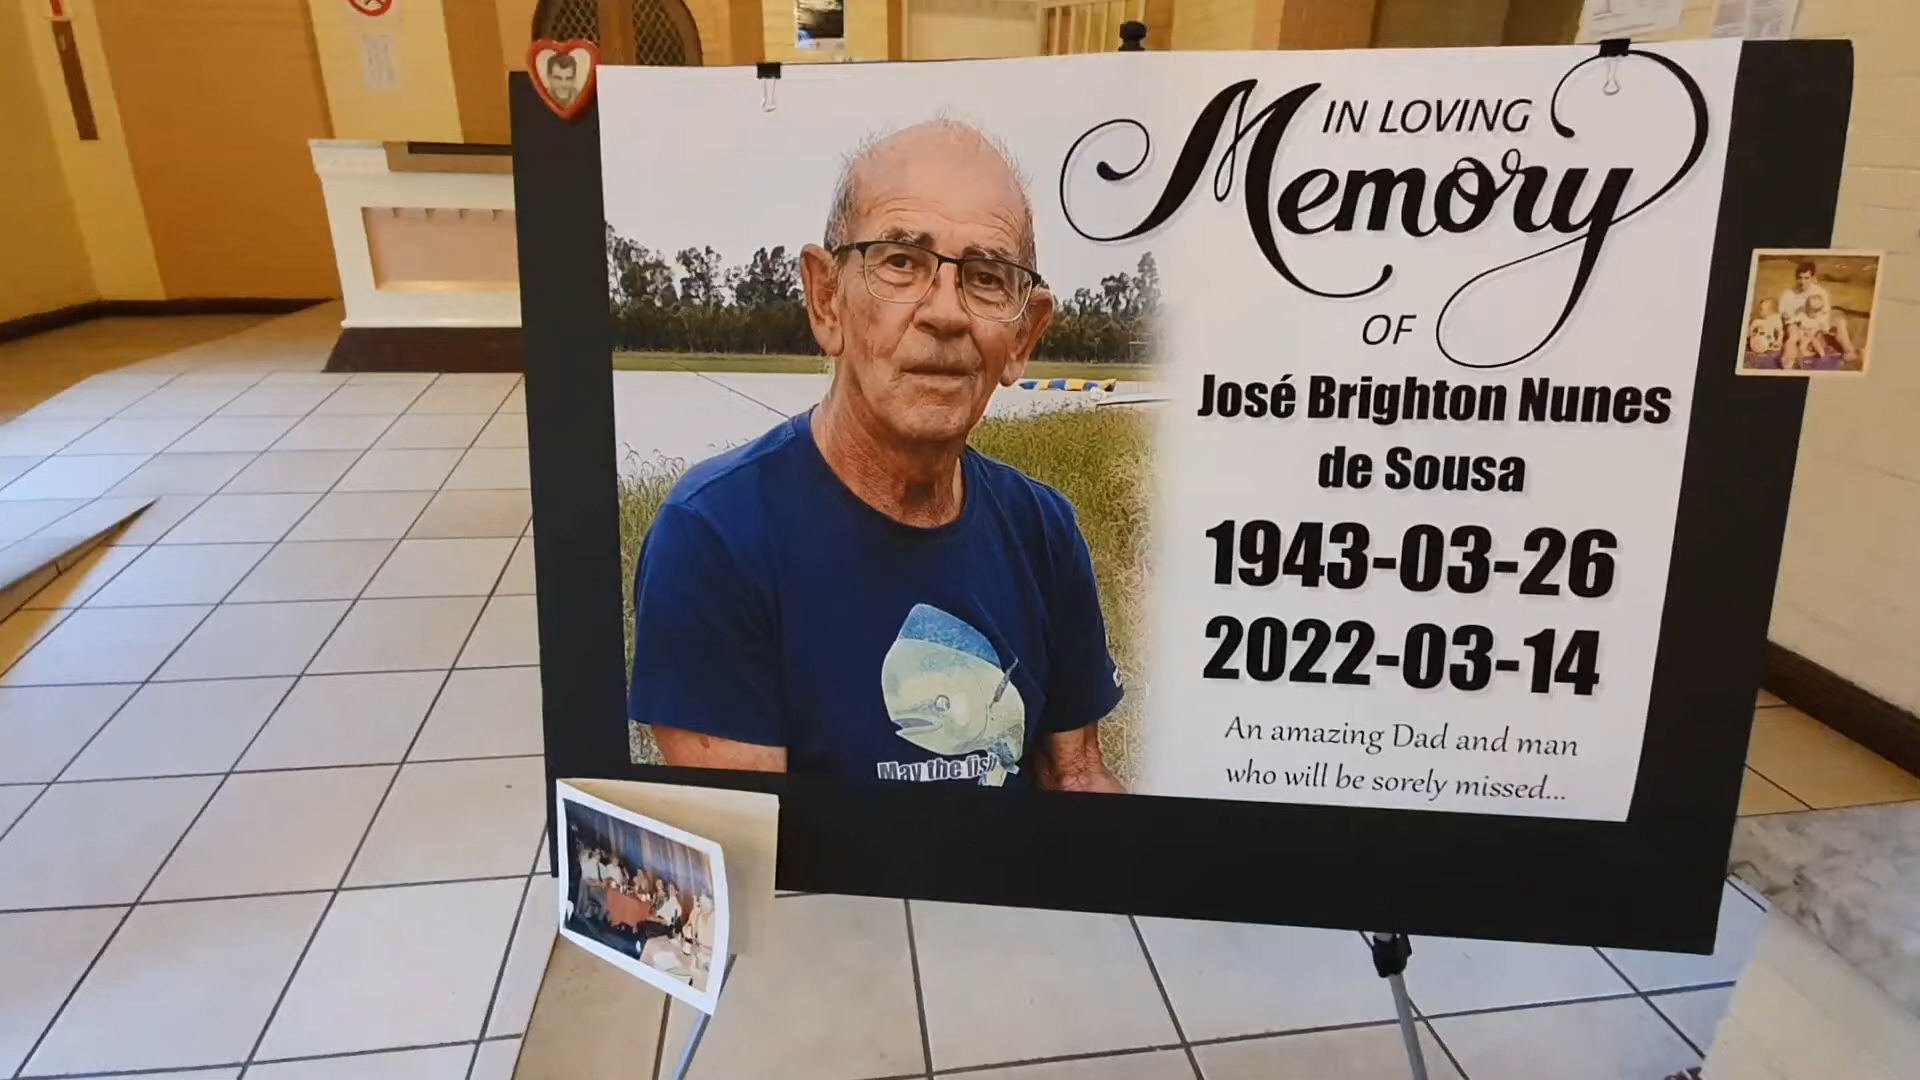 IN LOVING
Memory
OF
José Brighton Nunes
de Sousa
1943-03-26
2022-03-14
An amazing Dad and man
who will be sorely missed...
May the fish